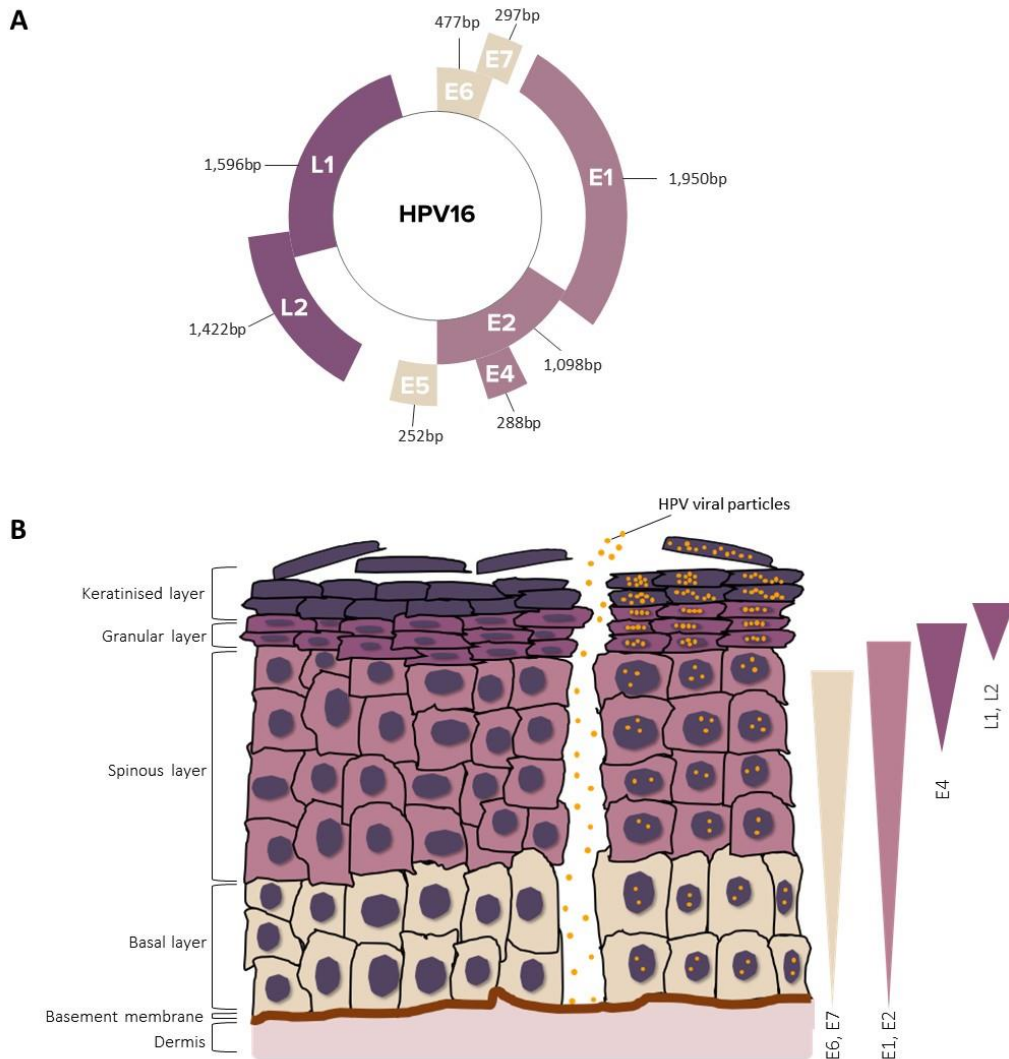 A
297bp
477bp
E7
E6
L1
1,596bp
E1
1,950bp
HPV16
L2
E2
1,422bp
1,098bp
E5
E4
252bp
288bp
B
HPV viral particles
Keratinised layer
Granular layer
Spinous layer
Basal layer
Basement membrane
Dermis
E6, E7
E1, E2
E4
L1, L2